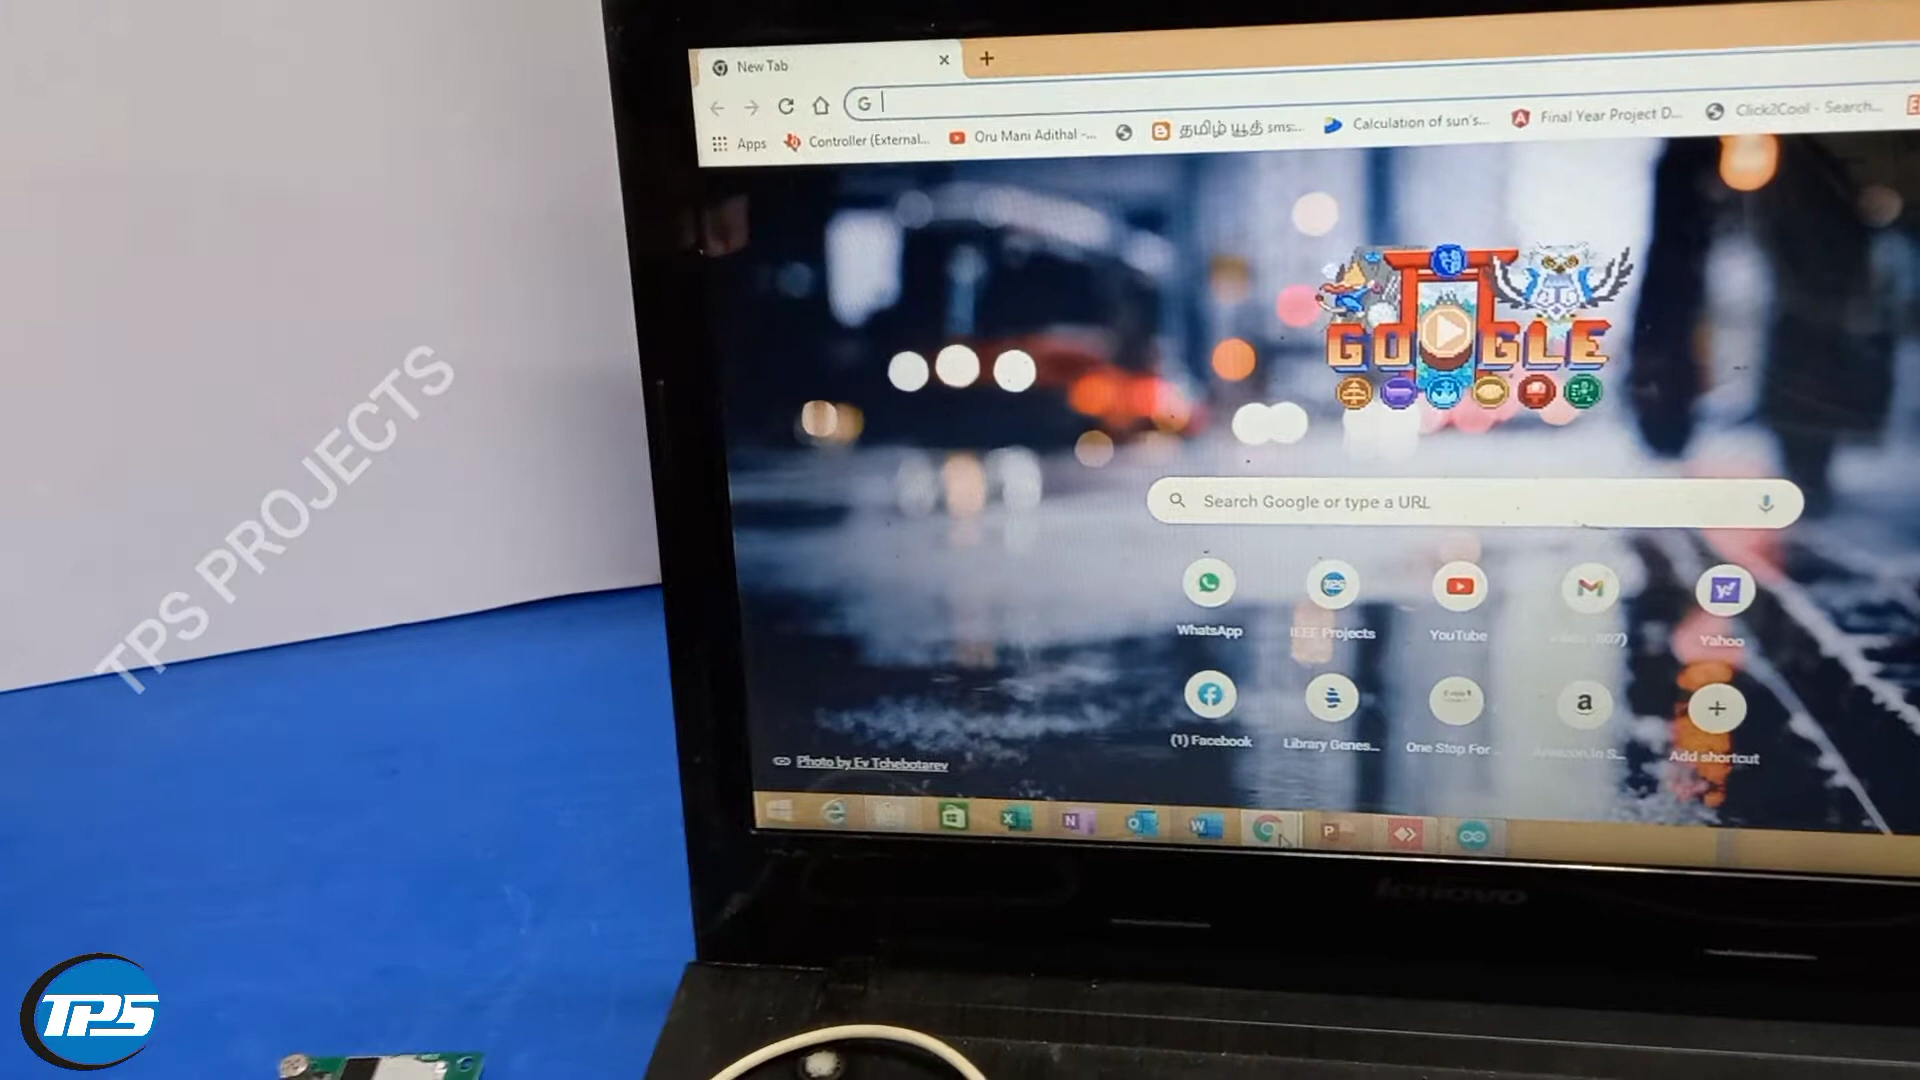 New Tab
G
Apps
Controller (External...
Oru Mani Adithal -...
தமிழ் யூத் sms:...
Calculation of sun's...
Final Year Project D...
Click2Cool - Search...
GOOGLE
Search Google or type a URL
WhatsApp
IEEE Projects
YouTube
Yahoo
(1) Facebook
Library Genes...
One Stop For...
Amazon.in S...
Add shortcut
Photo by Ev Tchebotarev
lenovo
TPS PROJECTS
TPS